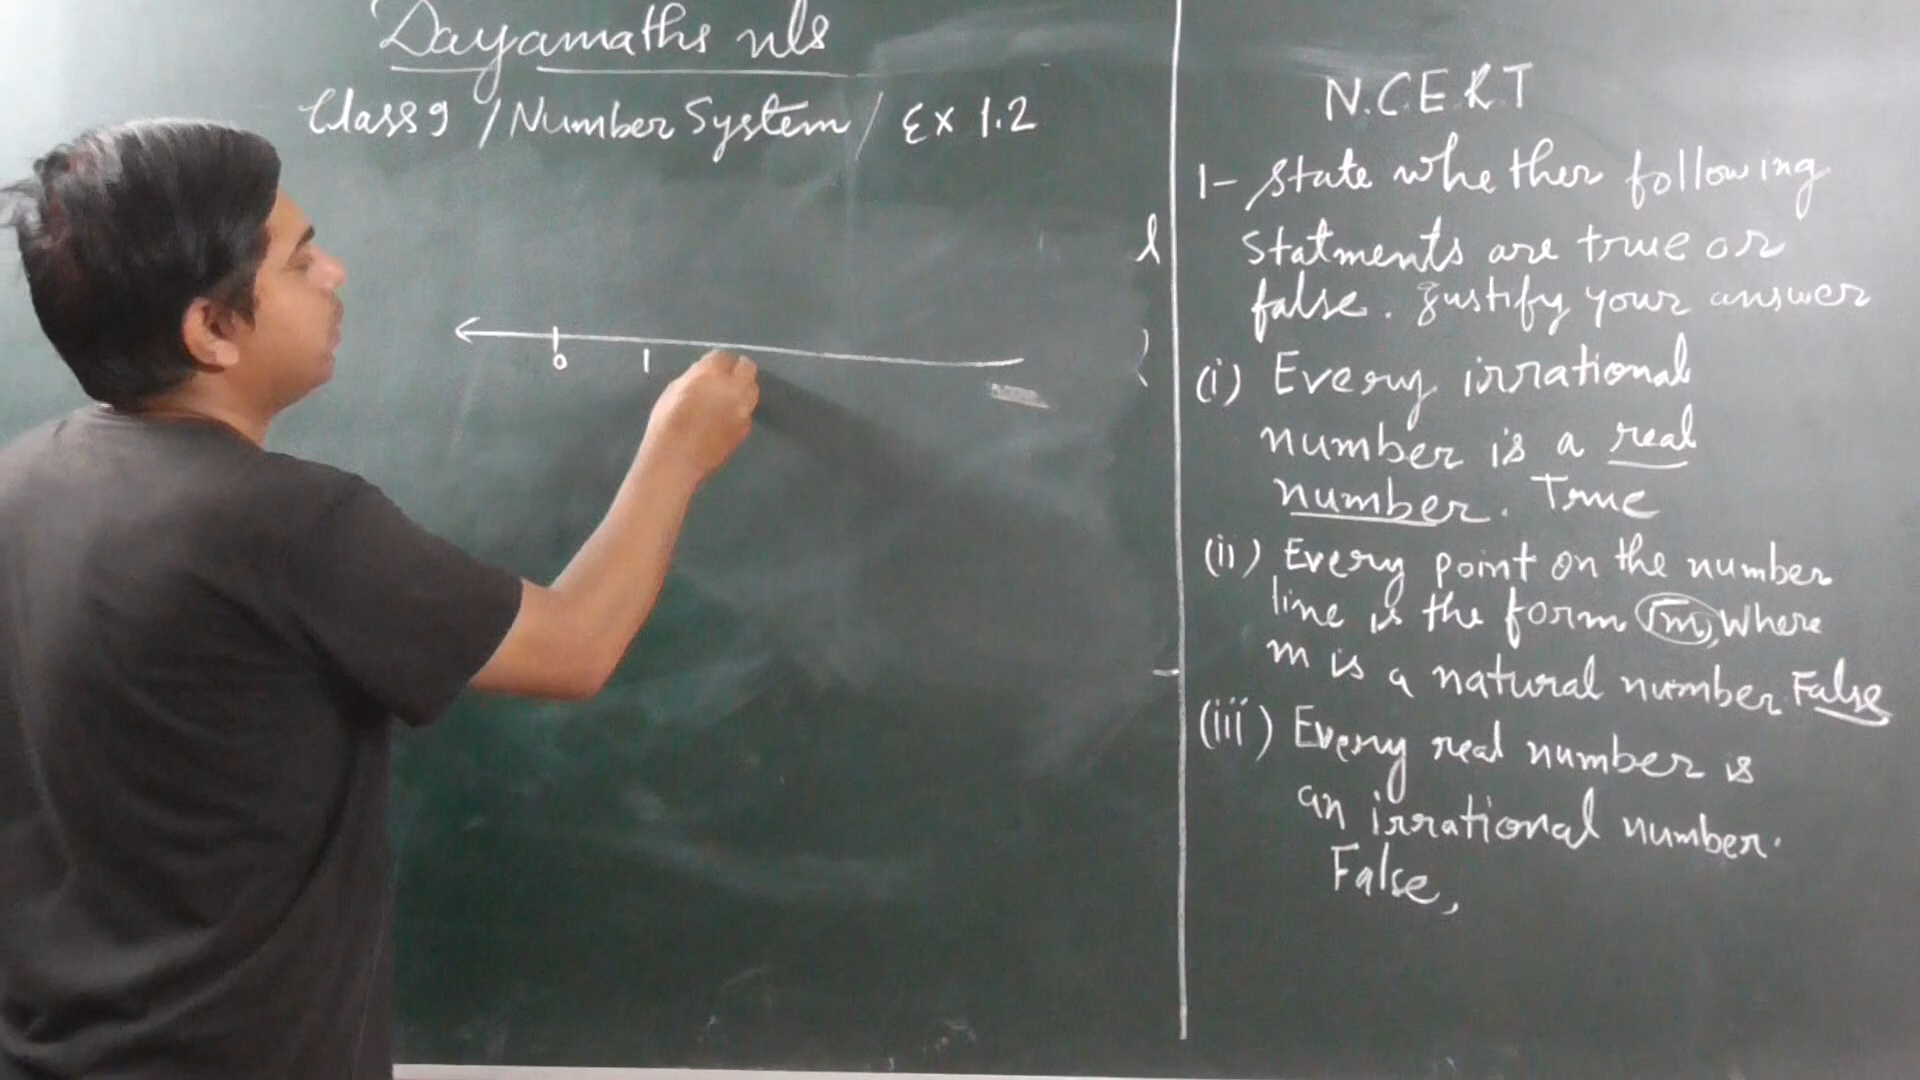 Dayamaths nls
Class 9 / Number System / Ex 1.2
0 1
N.C.E.R.T
1- State whether following
Statments are true or
false. Justify your answer
(i) Every irrational
number is a real
number. True
(ii) Every point on the number
line is the form √m, Where
m is a natural number False
(iii) Every real number is
an irrational number.
False,